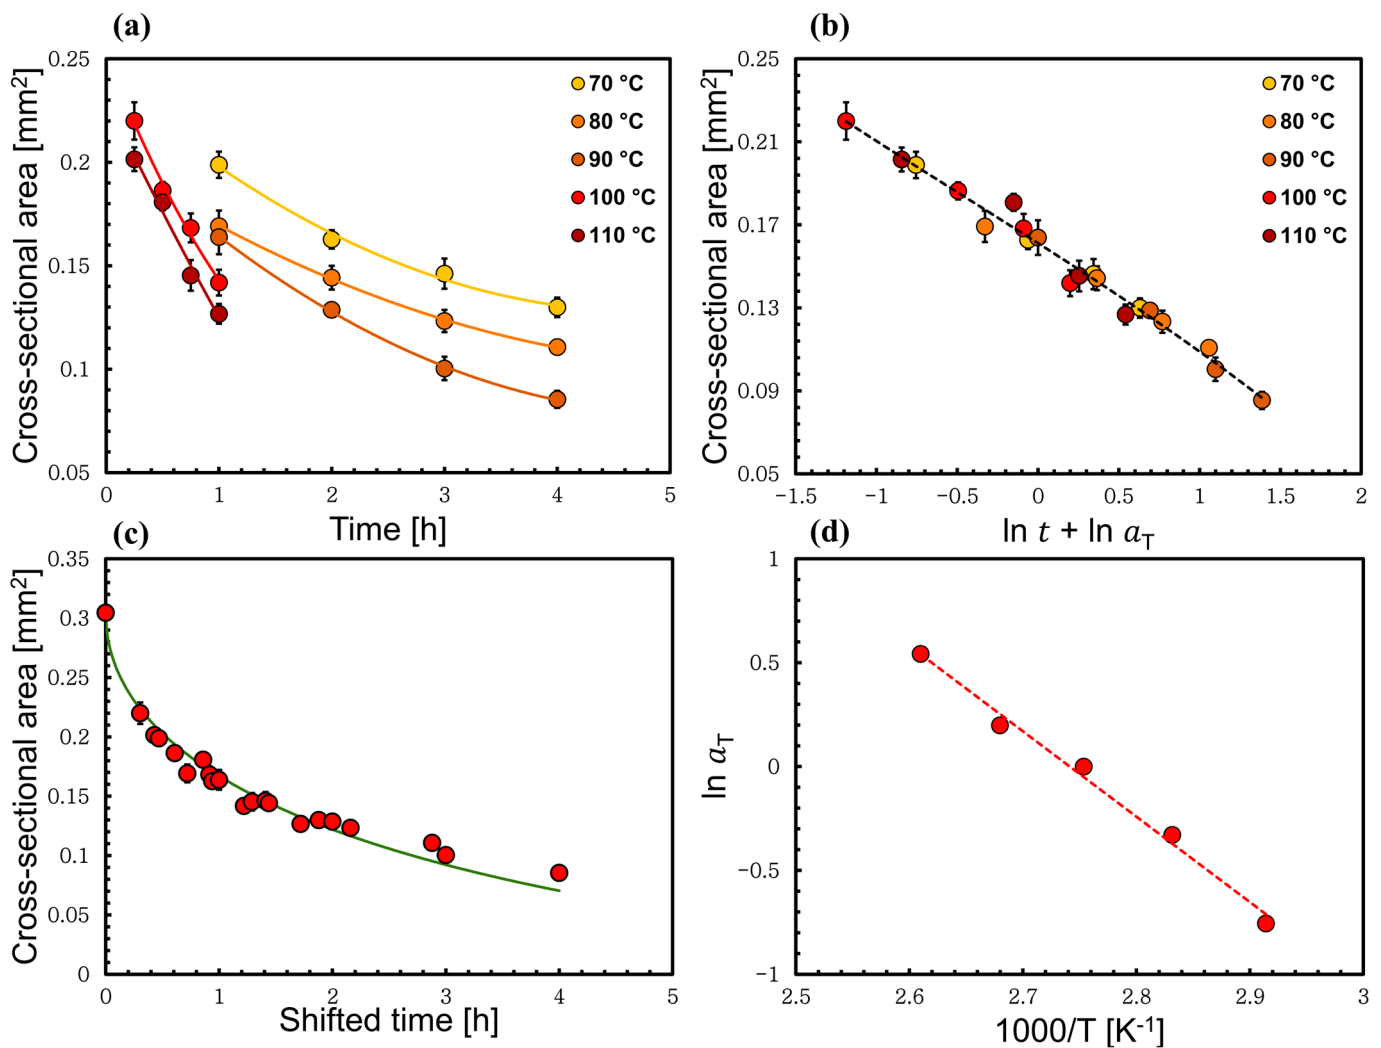 (a)
Cross-sectional area [mm²]
0.25
0.2
0.15
0.1
0.05
0 1 2 3 4 5
Time [h]
70 °C
80 °C
90 °C
100 °C
110 °C
(b)
Cross-sectional area [mm²]
0.25
0.21
0.17
0.13
0.09
0.05
-1.5 -1 -0.5 0 0.5 1 1.5 2
ln t + ln aT
70 °C
80 °C
90 °C
100 °C
110 °C
(c)
Cross-sectional area [mm²]
0.35
0.3
0.25
0.2
0.15
0.1
0.05
0
0 1 2 3 4 5
Shifted time [h]
(d)
ln aT
1
0.5
0
-0.5
-1
2.5 2.6 2.7 2.8 2.9 3
1000/T [K⁻¹]